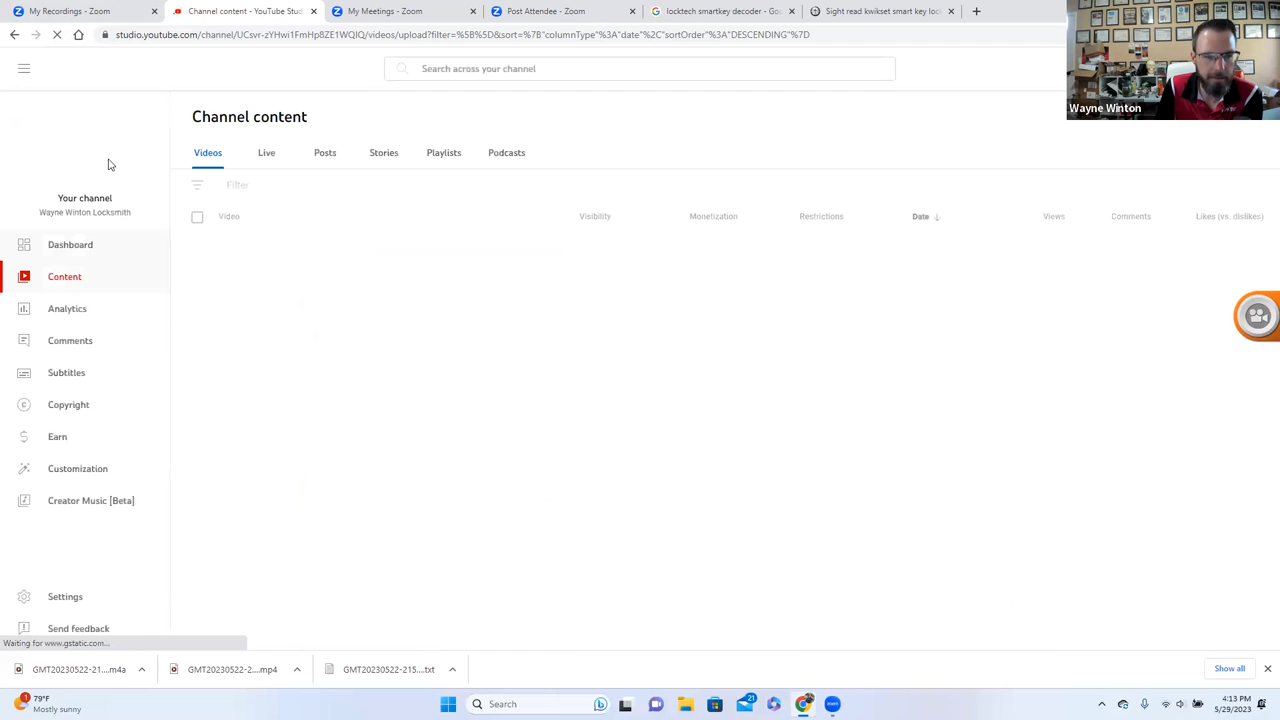 My Recordings - Zoom
Channel content - YouTube Stud
My Meetings - Zoom
Post Attendee - Zoom
locktech smartkey decoder - Goo
Sight read kwikset smart key loc
studio.youtube.com/channel/UCsvr-zYHwi1FmHp8ZE1WQIQ/videos/upload?filter=%5B%5D&sort=%7B"columnType"%3A"date"%2C"sortOrder"%3A"DESCENDING"%7D
Search across your channel
Wayne Winton
Channel content
Videos
Live
Posts
Stories
Playlists
Podcasts
Filter
Video
Visibility
Monetization
Restrictions
Date
Views
Comments
Likes (vs. dislikes)
Your channel
Wayne Winton Locksmith
Dashboard
Content
Analytics
Comments
Subtitles
Copyright
Earn
Customization
Creator Music [Beta]
Settings
Send feedback
Waiting for www.gstatic.com...
GMT20230522-21....m4a
GMT20230522-2....mp4
GMT20230522-215....txt
Show all
1
79°F
Mostly sunny
Search
21
zoom
4:13 PM
5/29/2023